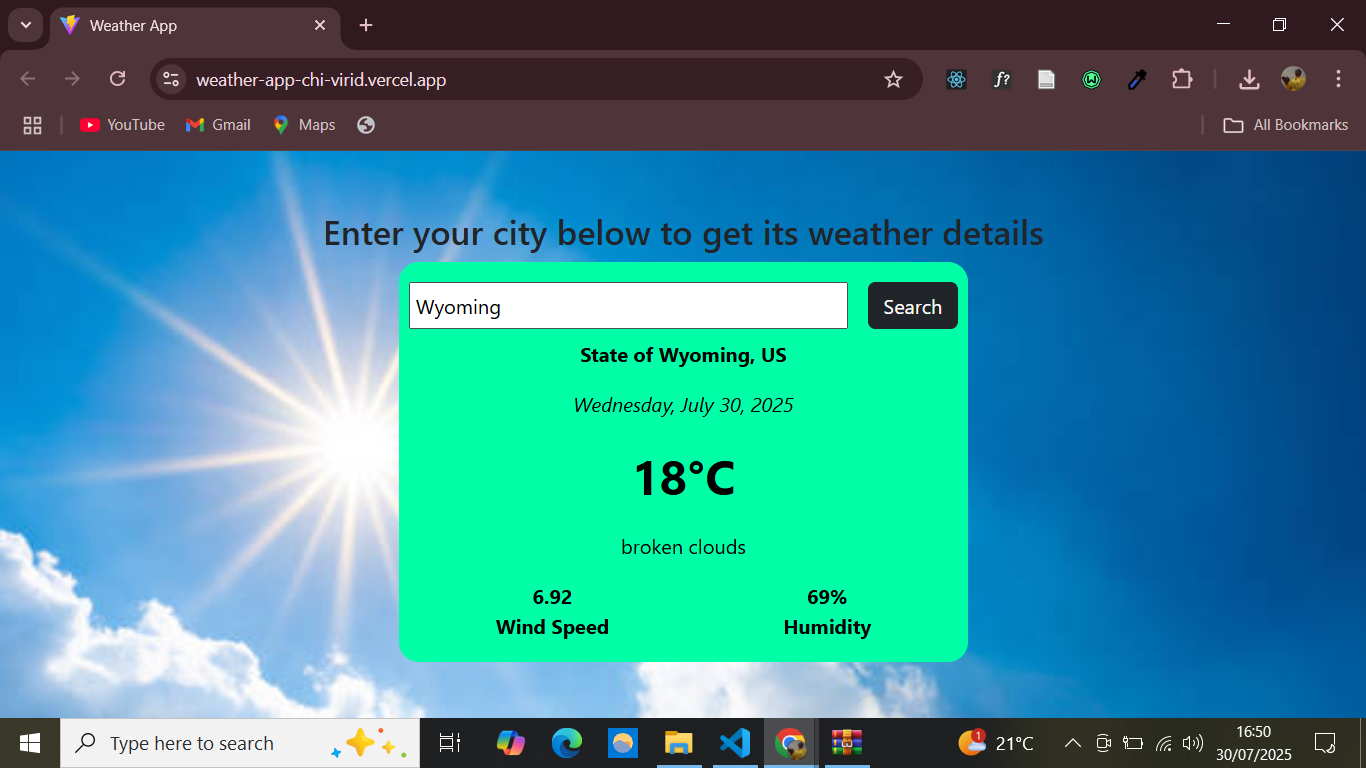 Weather App
weather-app-chi-virid.vercel.app
f?
YouTube
Gmail
Maps
All Bookmarks
Enter your city below to get its weather details
Wyoming
Search
State of Wyoming, US
Wednesday, July 30, 2025
18°C
broken clouds
6.92
69%
Wind Speed
Humidity
Type here to search
1
21°C
16:50
30/07/2025